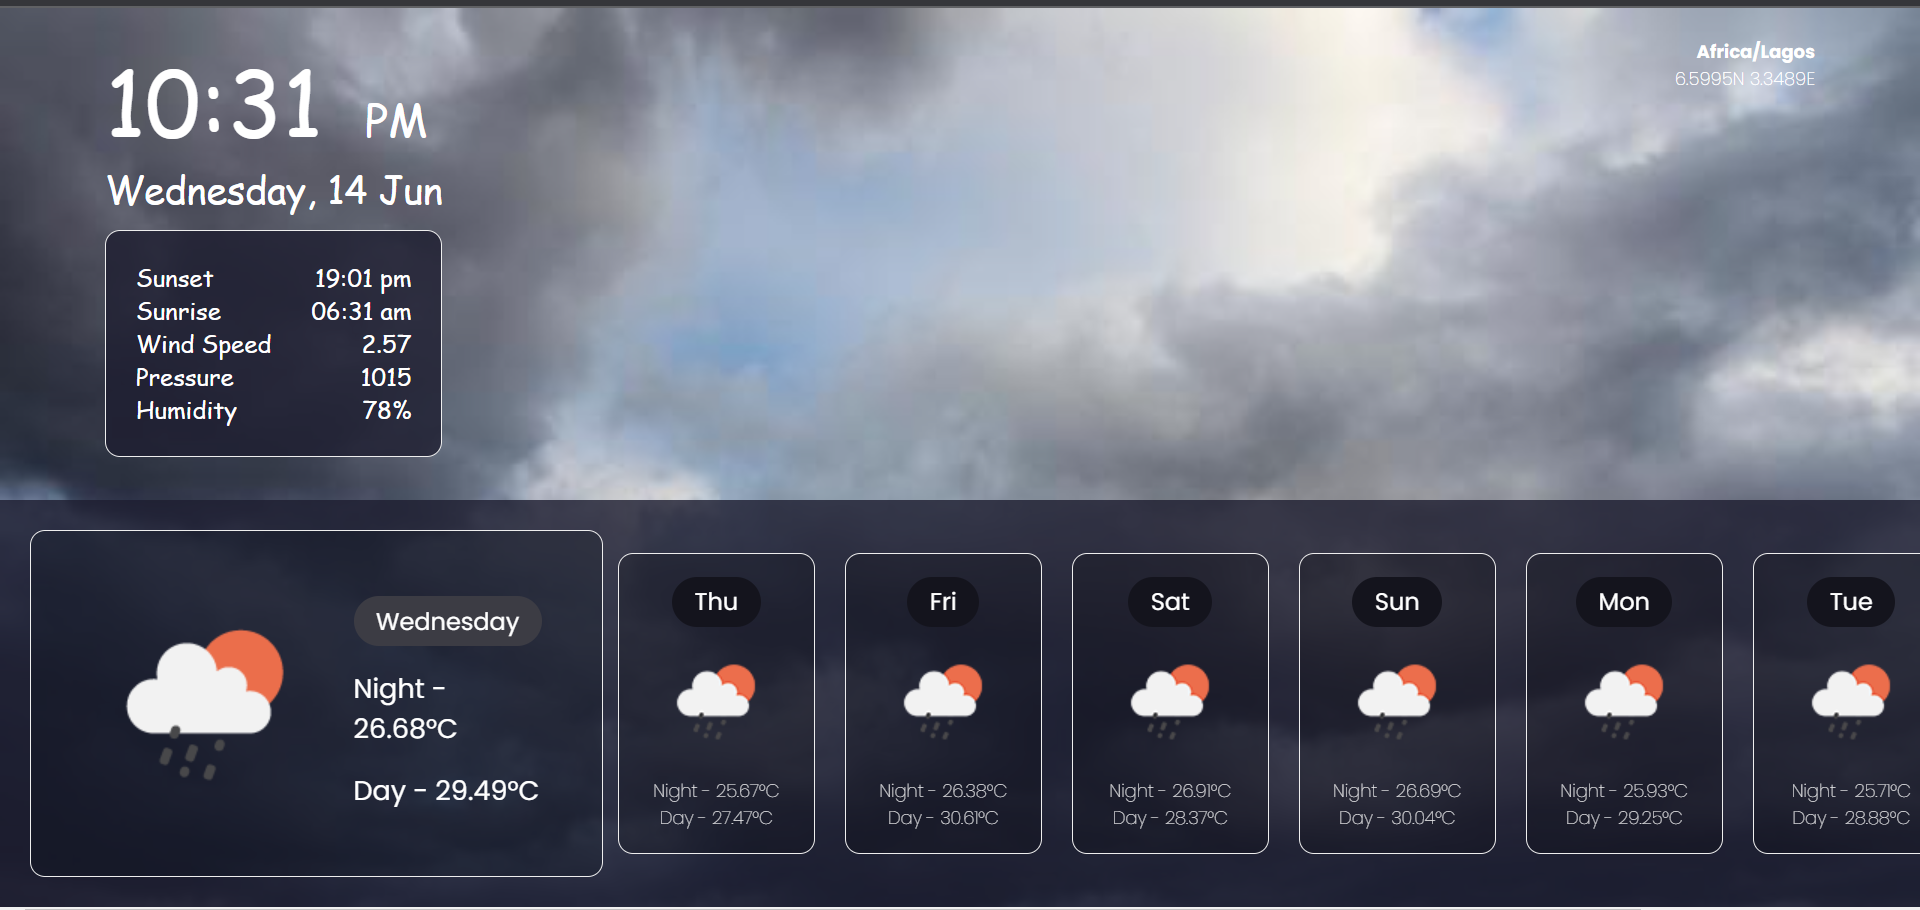 10:31 PM
Wednesday, 14 Jun
Africa/Lagos
6.5995N 3.3489E
Sunset 19:01 pm
Sunrise 06:31 am
Wind Speed 2.57
Pressure 1015
Humidity 78%
Wednesday
Night -
26.68°C
Day - 29.49°C
Thu
Night - 25.67°C
Day - 27.47°C
Fri
Night - 26.38°C
Day - 30.61°C
Sat
Night - 26.91°C
Day - 28.37°C
Sun
Night - 26.69°C
Day - 30.04°C
Mon
Night - 25.93°C
Day - 29.25°C
Tue
Night - 25.71°C
Day - 28.88°C